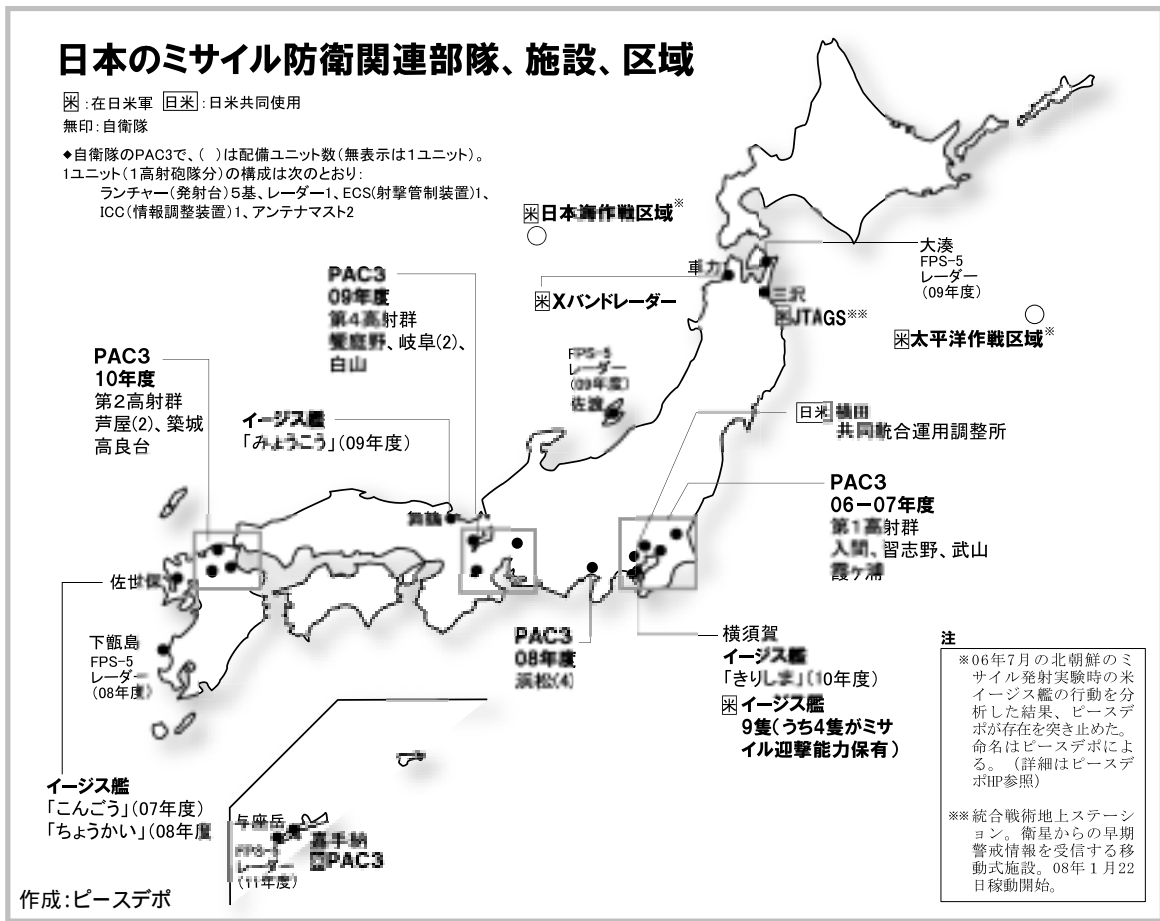 日本のミサイル防衛関連部隊、施設、区域
米:在日米軍 日米:日米共同使用
無印:自衛隊
◆自衛隊のPAC3で、( )は配備ユニット数(無表示は1ユニット)。
1ユニット(1高射砲隊分)の構成は次のとおり:
ランチャー(発射台)5基、レーダー1、ECS(射撃管制装置)1、
ICC(情報調整装置)1、アンテナマスト2
米日本海作戦区域※
大湊
FPS-5
レーダー
(09年度)
車力
米Xバンドレーダー
三沢
米JTAGS※※
米太平洋作戦区域※
PAC3
09年度
第4高射群
饗庭野、岐阜(2)、
白山
FPS-5
レーダー
(09年度)
佐渡
PAC3
10年度
第2高射群
芦屋(2)、築城
高良台
イージス艦
「みょうこう」(09年度)
舞鶴
日米 横田
共同統合運用調整所
PAC3
06−07年度
第1高射群
入間、習志野、武山
霞ヶ浦
佐世保
下甑島
FPS-5
レーダー
(08年度)
PAC3
08年度
浜松(4)
横須賀
イージス艦
「きりしま」(10年度)
米イージス艦
9隻(うち4隻がミサ
イル迎撃能力保有)
イージス艦
「こんごう」(07年度)
「ちょうかい」(08年度
与座岳
FPS-5
レーダー
(11年度)
嘉手納
米PAC3
注
※06年7月の北朝鮮のミ
サイル発射実験時の米
イージス艦の行動を分
析した結果、ピースデ
ポが存在を突き止めた。
命名はピースデポによ
る。(詳細はピースデ
ポHP参照)
※※統合戦術地上ステーシ
ョン。衛星からの早期
警戒情報を受信する移
動式施設。08年1月22
日稼動開始。
作成:ピースデポ